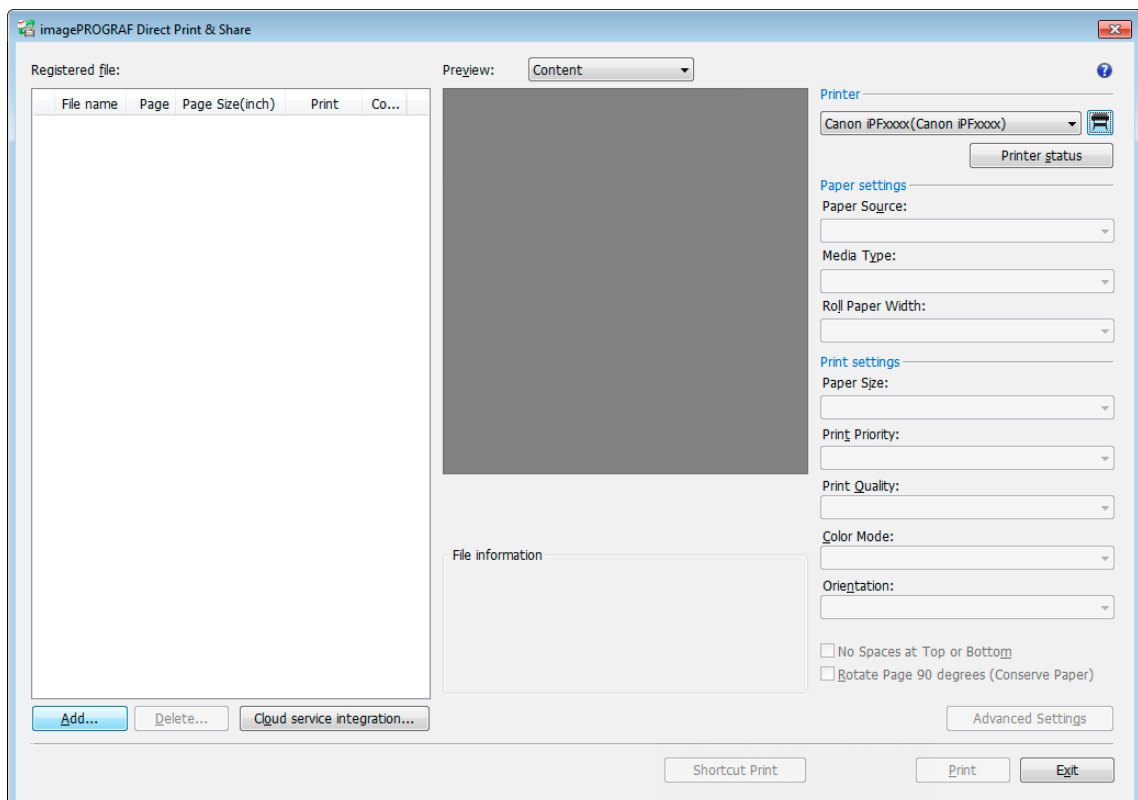 imagePROGRAF Direct Print & Share
Registered file:
File name Page Page Size(inch) Print Co...
Add... Delete... Cloud service integration...
Preview: Content
File information
Printer
Canon iPFxxxx(Canon iPFxxxx)
Printer status
Paper settings
Paper Source:
Media Type:
Roll Paper Width:
Print settings
Paper Size:
Print Priority:
Print Quality:
Color Mode:
Orientation:
No Spaces at Top or Bottom
Rotate Page 90 degrees (Conserve Paper)
Advanced Settings
Shortcut Print Print Exit